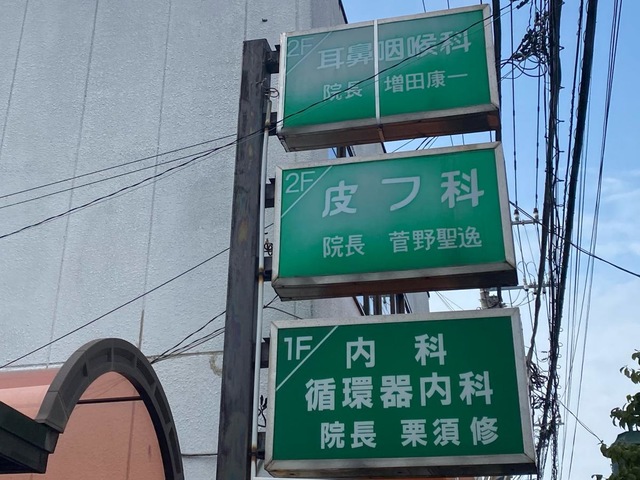 2F
耳鼻咽喉科
院長 増田康一
2F
皮フ科
院長 菅野聖逸
1F
内科
循環器内科
院長 栗須修